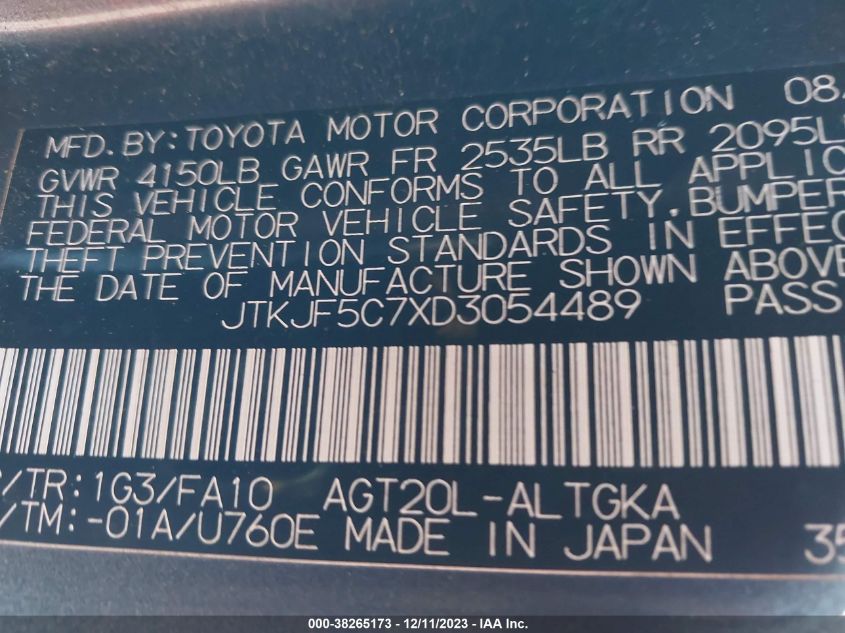 MFD. BY: TOYOTA MOTOR CORPORATION 08
GVWR 4150LB GAWR FR 2535LB RR 2095L
THIS VEHICLE CONFORMS TO ALL APPLIC
FEDERAL MOTOR VEHICLE SAFETY, BUMPER
THEFT PREVENTION STANDARDS IN EFFEC
THE DATE OF MANUFACTURE SHOWN ABOVE
JTKJF5C7XD3054489 PASS
/TR: 1G3/FA10 AGT20L-ALTGKA
/TM: -01A/U760E MADE IN JAPAN 35
000-38265173 - 12/11/2023 - IAA Inc.